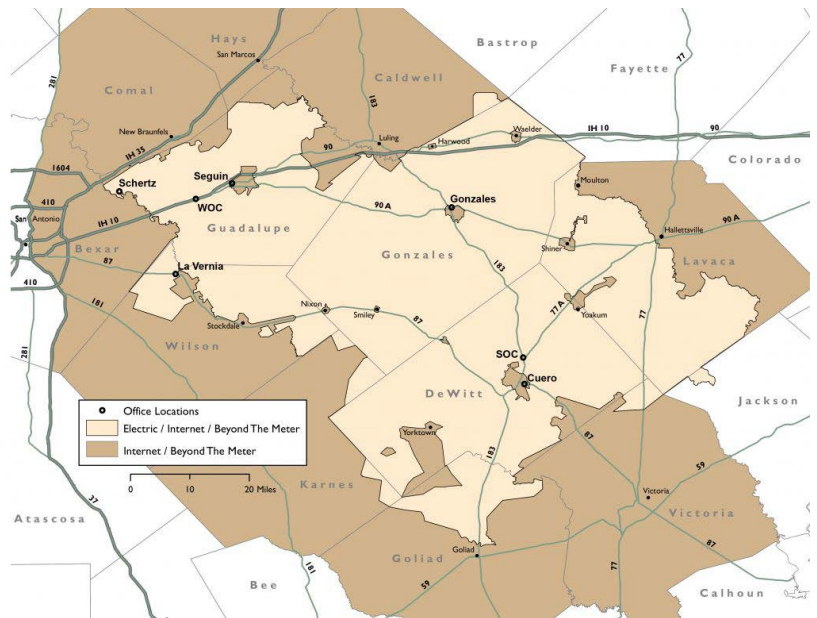 Hays
Bastrop
San Marcos
Fayette
77
281
Caldwell
Comal
183
New Braunfels
Waelder
Luling
Harwood
IH 10
90
IH 35
90
Colorado
1604
Seguin
Schertz
Moulton
410
WOC
Gonzales
San Antonio
IH 10
90 A
Guadalupe
90 A
Hallettsville
Bexar
Shiner
Gonzales
87
La Vernia
183
Lavaca
410
181
77A
Nixon
Smiley
87
Yoakum
77
Stockdale
Wilson
281
SOC
Cuero
DeWitt
Office Locations
Electric / Internet / Beyond The Meter
Internet / Beyond The Meter
Jackson
Yorktown
87
183
59
0 10 20 Miles
Karnes
37
Victoria
Victoria
Atascosa
87
Goliad
Goliad
77
181
59
Bee
Calhoun